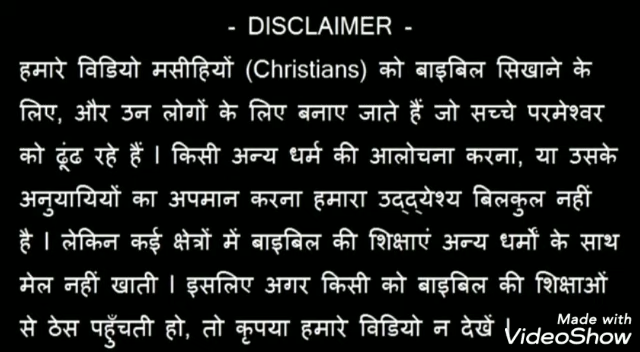 - DISCLAIMER -
हमारे विडियो मसीहियों (Christians) को बाइबिल सिखाने के
लिए, और उन लोगों के लिए बनाए जाते हैं जो सच्चे परमेश्वर
को ढूंढ रहे हैं । किसी अन्य धर्म की आलोचना करना, या उसके
अनुयायियों का अपमान करना हमारा उद्द्येश्य बिलकुल नहीं
है । लेकिन कई क्षेत्रों में बाइबिल की शिक्षाएं अन्य धर्मों के साथ
मेल नहीं खाती । इसलिए अगर किसी को बाइबिल की शिक्षाओं
से ठेस पहुँचती हो, तो कृपया हमारे विडियो न देखें ।
Made with
VideoShow